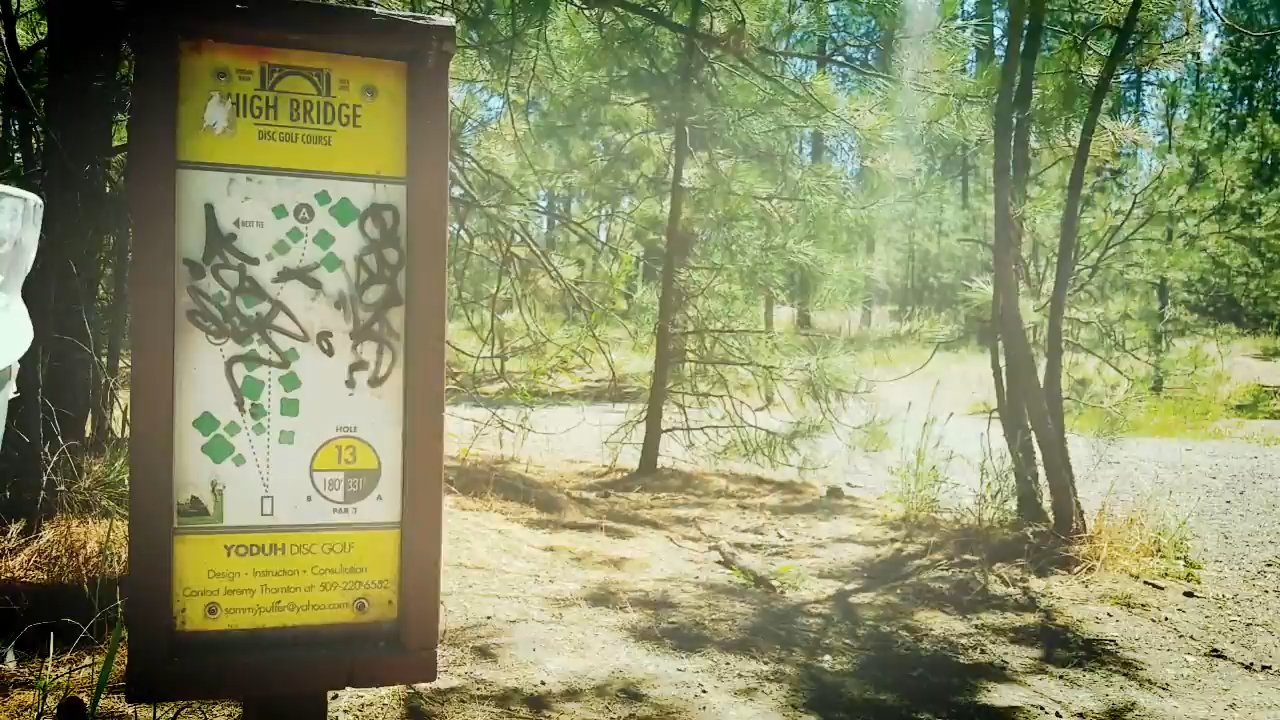 HIGH BRIDGE
DISC GOLF COURSE
A
NEXT TEE
HOLE
13
180' 331'
B A
PAR 3
YODUH DISC GOLF
Design - Instruction - Consultation
Contact Jeremy Thornton at: 509-220-6582
sammypuffer@yahoo.com